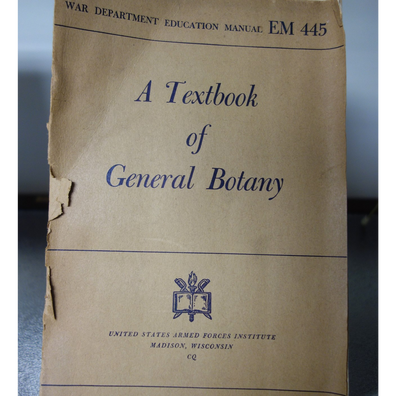 WAR DEPARTMENT EDUCATION MANUAL EM 445
A Textbook
of
General Botany
UNITED STATES ARMED FORCES INSTITUTE
MADISON, WISCONSIN
CQ